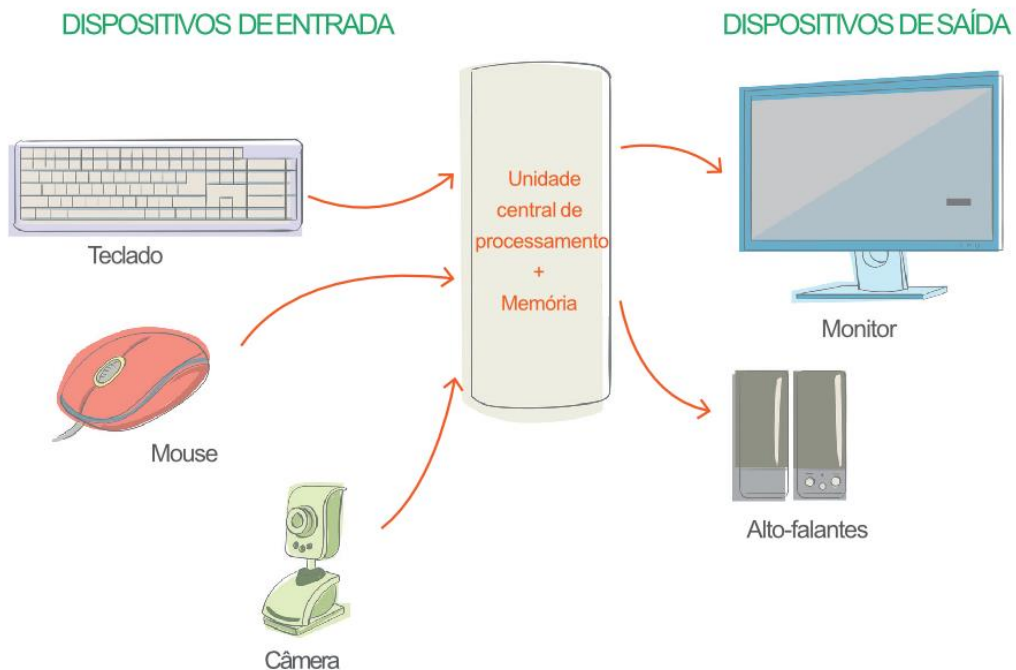 DISPOSITIVOS DE ENTRADA
DISPOSITIVOS DE SAÍDA
Teclado
Mouse
Câmera
Unidade
central de
processamento
+
Memória
Monitor
Alto-falantes